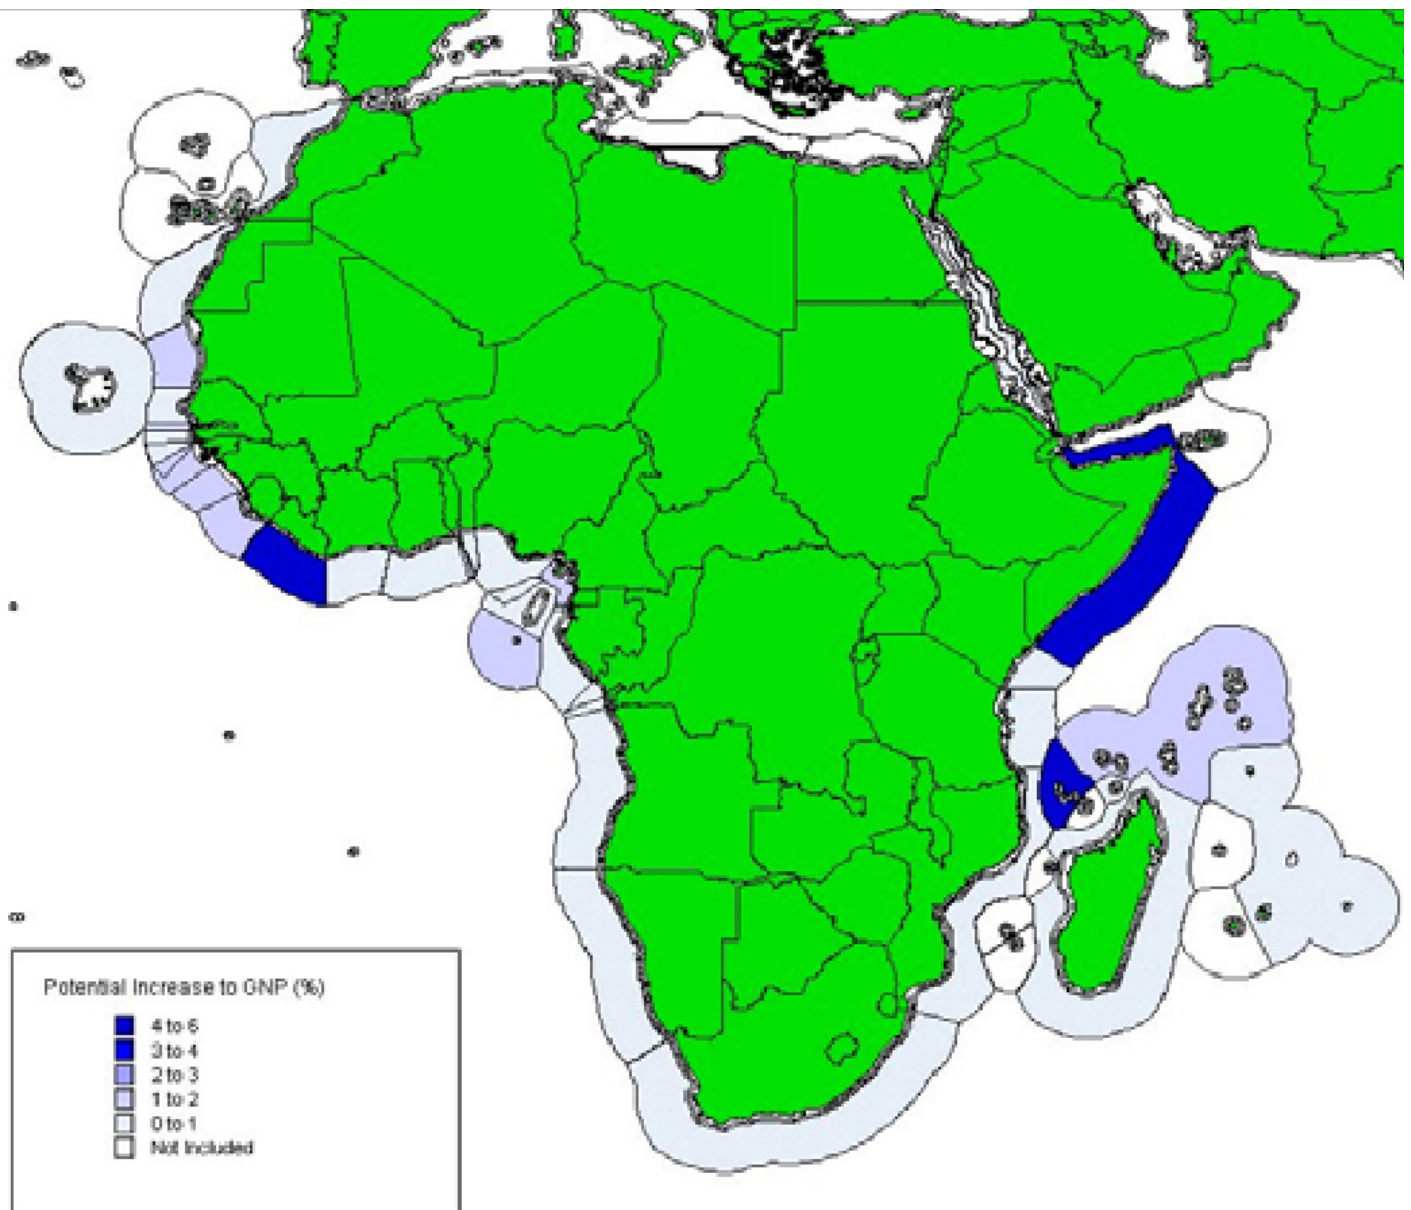 Potential Increase to GNP (%)
4 to 6
3 to 4
2 to 3
1 to 2
0 to 1
Not Included